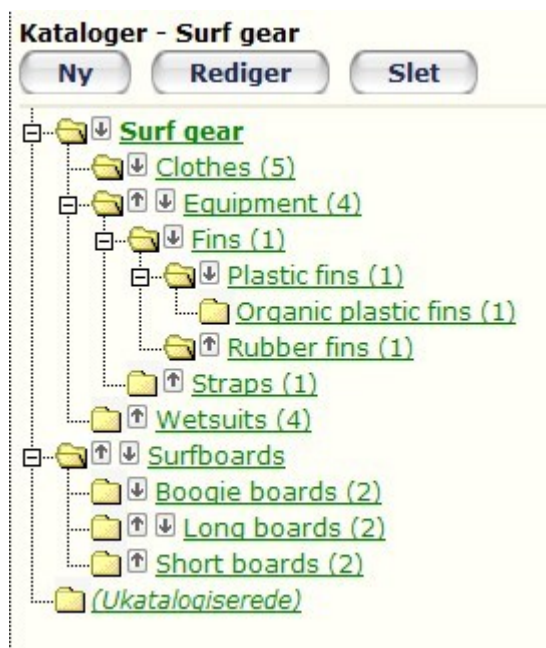 Kataloger - Surf gear
Ny Rediger Slet
Surf gear
Clothes (5)
Equipment (4)
Fins (1)
Plastic fins (1)
Organic plastic fins (1)
Rubber fins (1)
Straps (1)
Wetsuits (4)
Surfboards
Boogie boards (2)
Long boards (2)
Short boards (2)
(Ukatalogiserede)